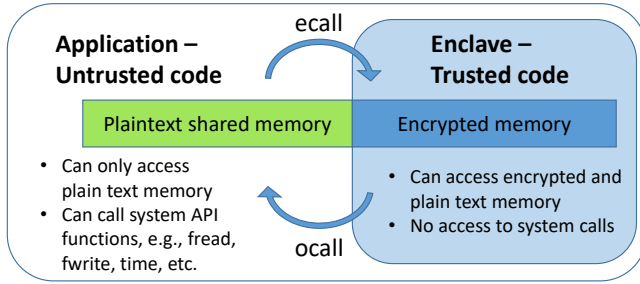 ecall
Application –
Untrusted code
Enclave –
Trusted code
Plaintext shared memory
Encrypted memory
• Can only access
plain text memory
• Can call system API
functions, e.g., fread,
fwrite, time, etc.
• Can access encrypted and
plain text memory
• No access to system calls
ocall